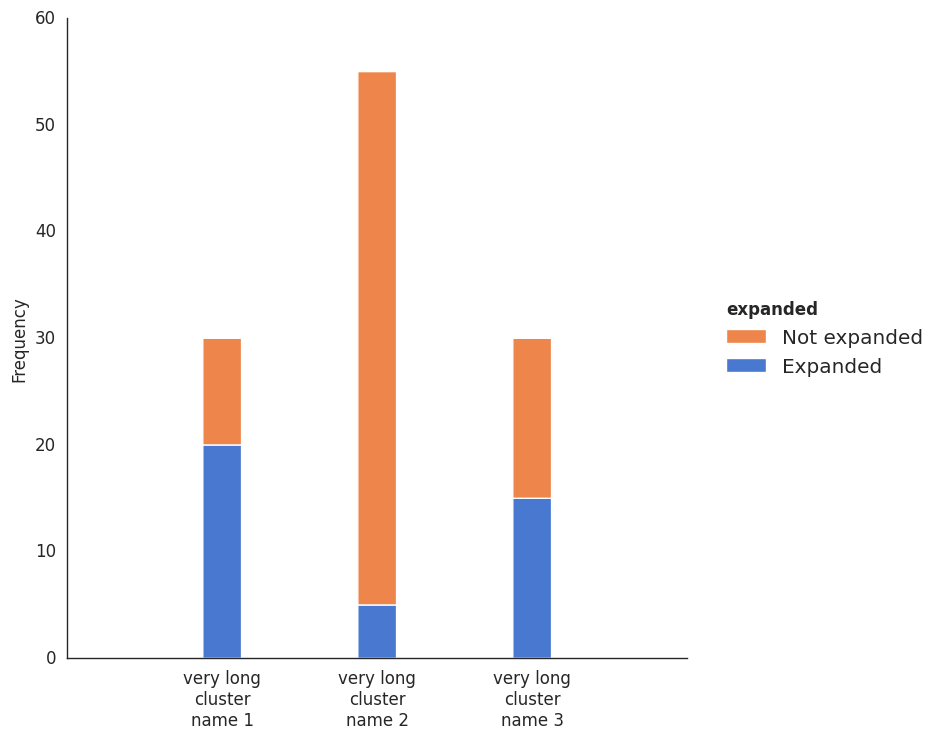 60
50
40
30
20
10
0
Frequency
very long
cluster
name 1
very long
cluster
name 2
very long
cluster
name 3
expanded
Not expanded
Expanded